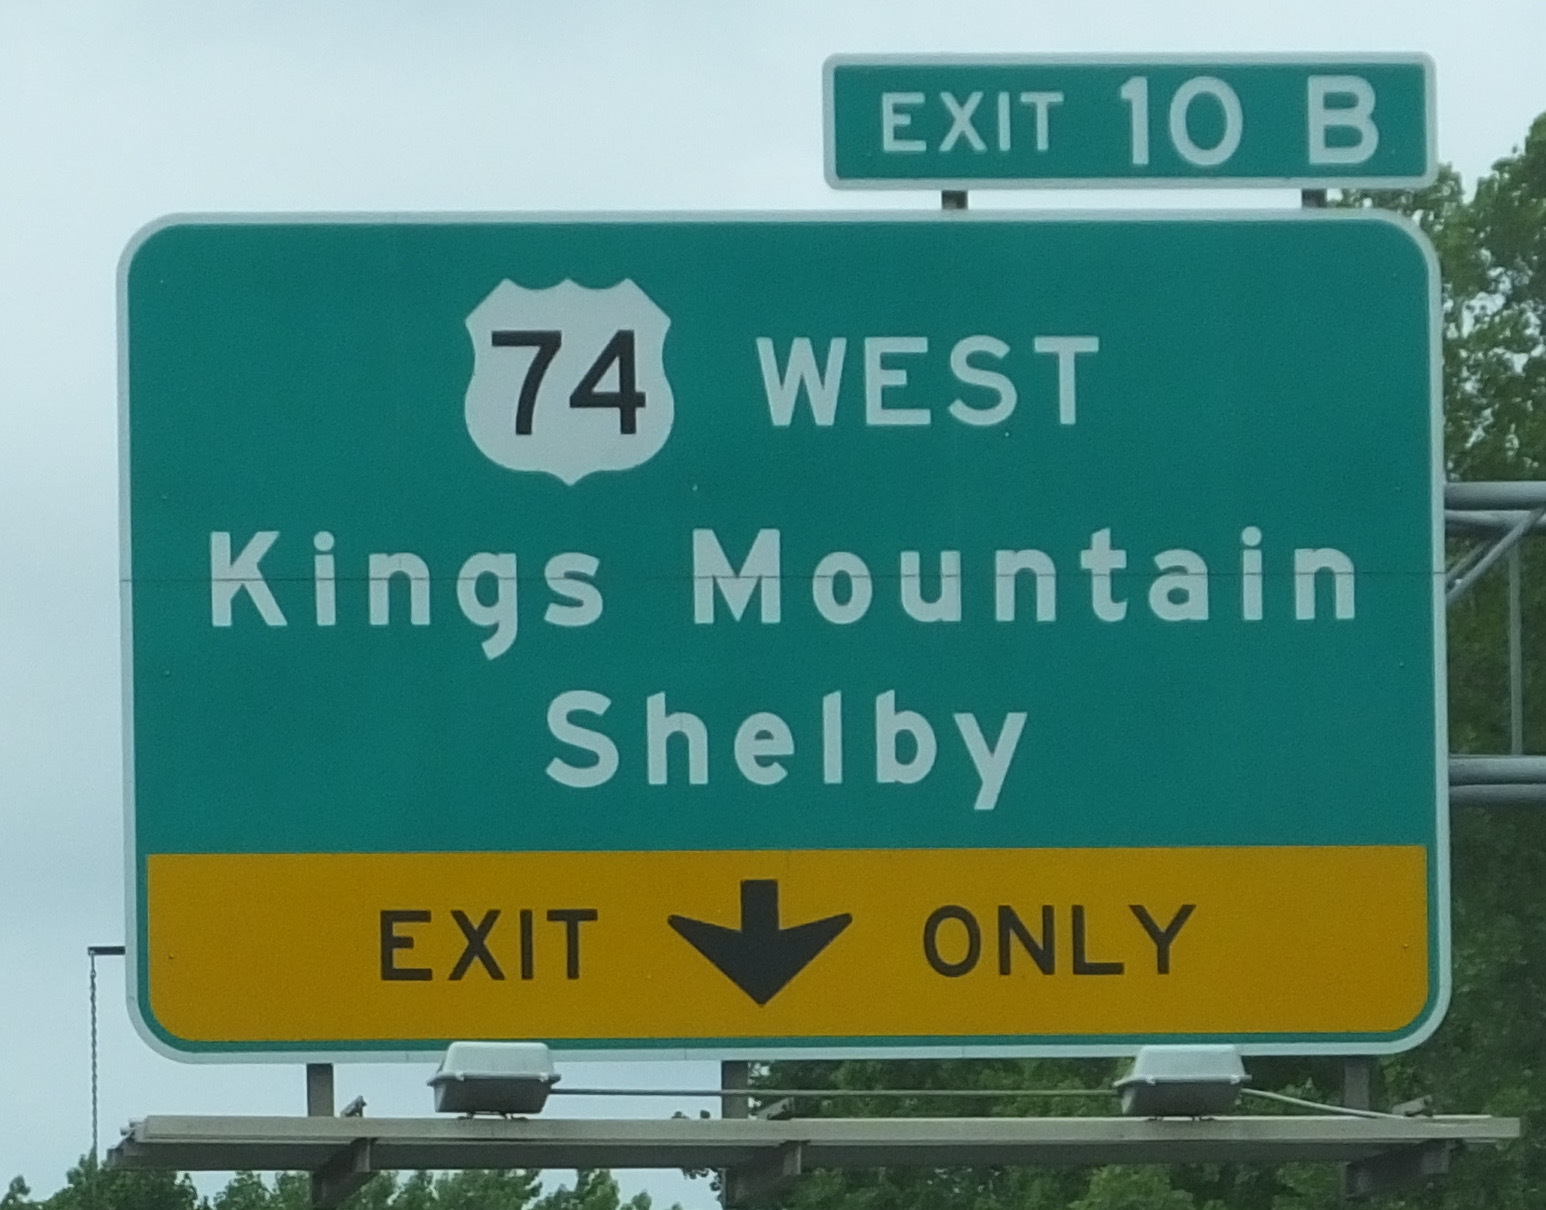 EXIT 10 B
74 WEST
Kings Mountain
Shelby
EXIT ONLY